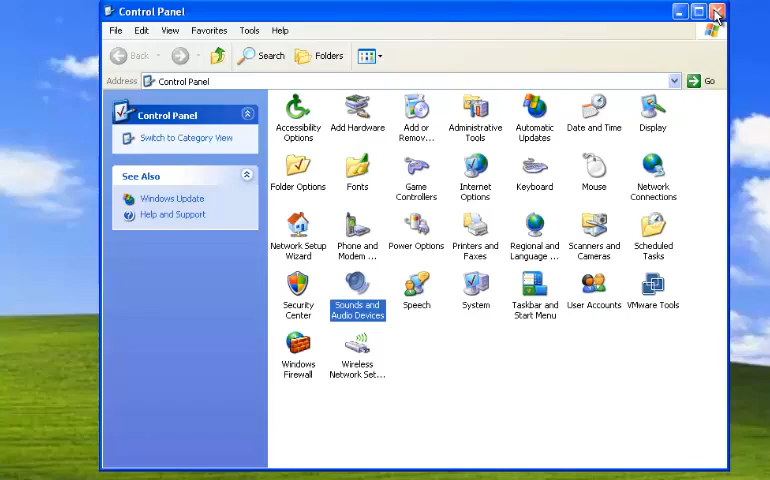 Control Panel
File Edit View Favorites Tools Help
Back Search Folders
Address Control Panel Go
Control Panel
Switch to Category View
See Also
Windows Update
Help and Support
Accessibility Options
Add Hardware
Add or Remov...
Administrative Tools
Automatic Updates
Date and Time
Display
Folder Options
Fonts
Game Controllers
Internet Options
Keyboard
Mouse
Network Connections
Network Setup Wizard
Phone and Modem ...
Power Options
Printers and Faxes
Regional and Language ...
Scanners and Cameras
Scheduled Tasks
Security Center
Sounds and Audio Devices
Speech
System
Taskbar and Start Menu
User Accounts
VMware Tools
Windows Firewall
Wireless Network Set...